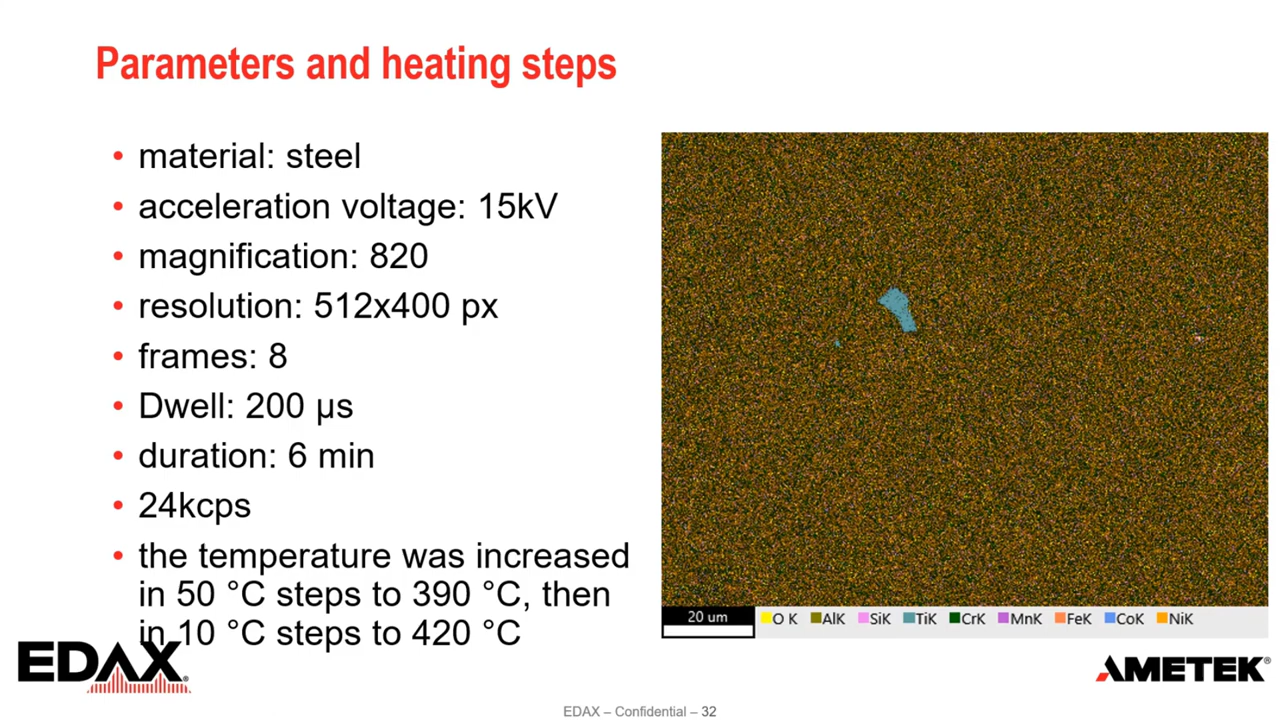 Parameters and heating steps
• material: steel
• acceleration voltage: 15kV
• magnification: 820
• resolution: 512x400 px
• frames: 8
• Dwell: 200 µs
• duration: 6 min
• 24kcps
• the temperature was increased
in 50 °C steps to 390 °C, then
in 10 °C steps to 420 °C
20 um
O K AlK SiK TiK CrK MnK FeK CoK NiK
EDAX®
AMETEK®
EDAX – Confidential – 32